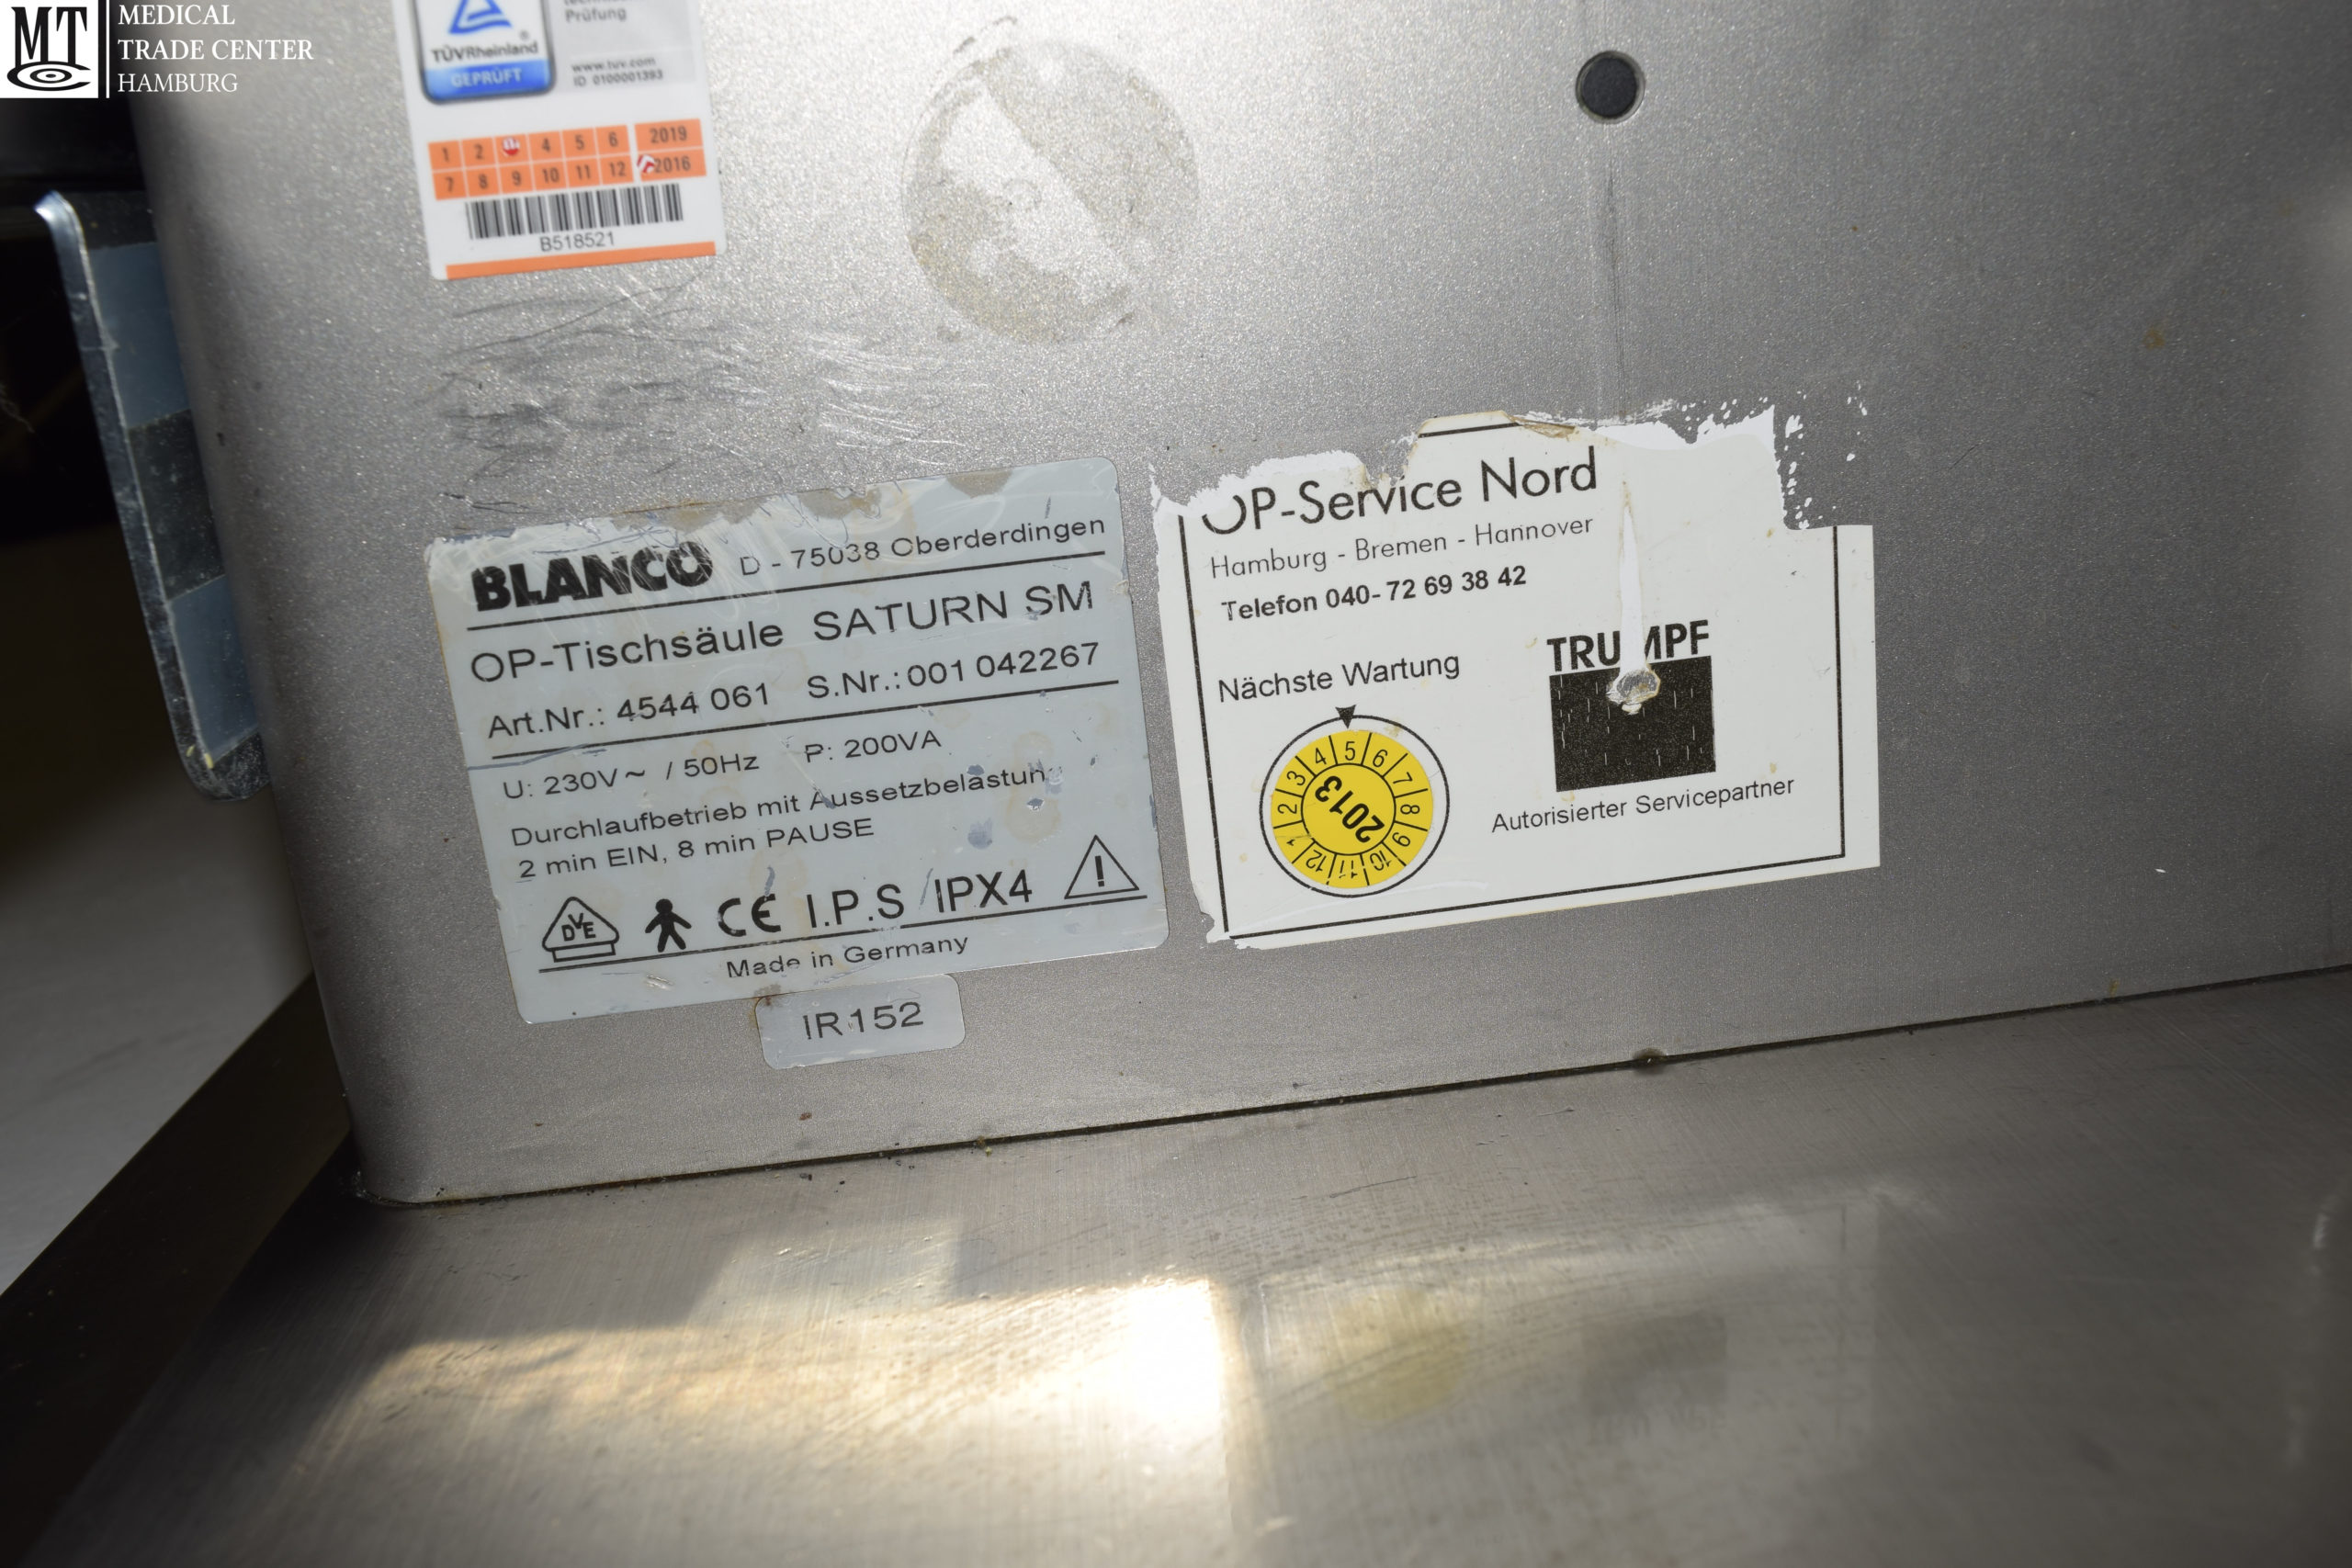 MT
MEDICAL
TRADE CENTER
HAMBURG
Prüfung
TÜVRheinland
®
GEPRÜFT
www.tuv.com
ID 0100001393
1 2 4 5 6 2019
7 8 9 10 11 12 2016
B518521
BLANCO D - 75038 Oberderdingen
OP-Tischsäule SATURN SM
Art.Nr.: 4544 061 S.Nr.: 001 042267
U: 230V~ / 50Hz P: 200VA
Durchlaufbetrieb mit Aussetzbelastung
2 min EIN, 8 min PAUSE
DVE CE I.P.S IPX4 !
Made in Germany
IR152
OP-Service Nord
Hamburg - Bremen - Hannover
Telefon 040- 72 69 38 42
Nächste Wartung
TRUMPF
1 2 3 4 5 6 7 8 9 10 11 12
2013
Autorisierter Servicepartner